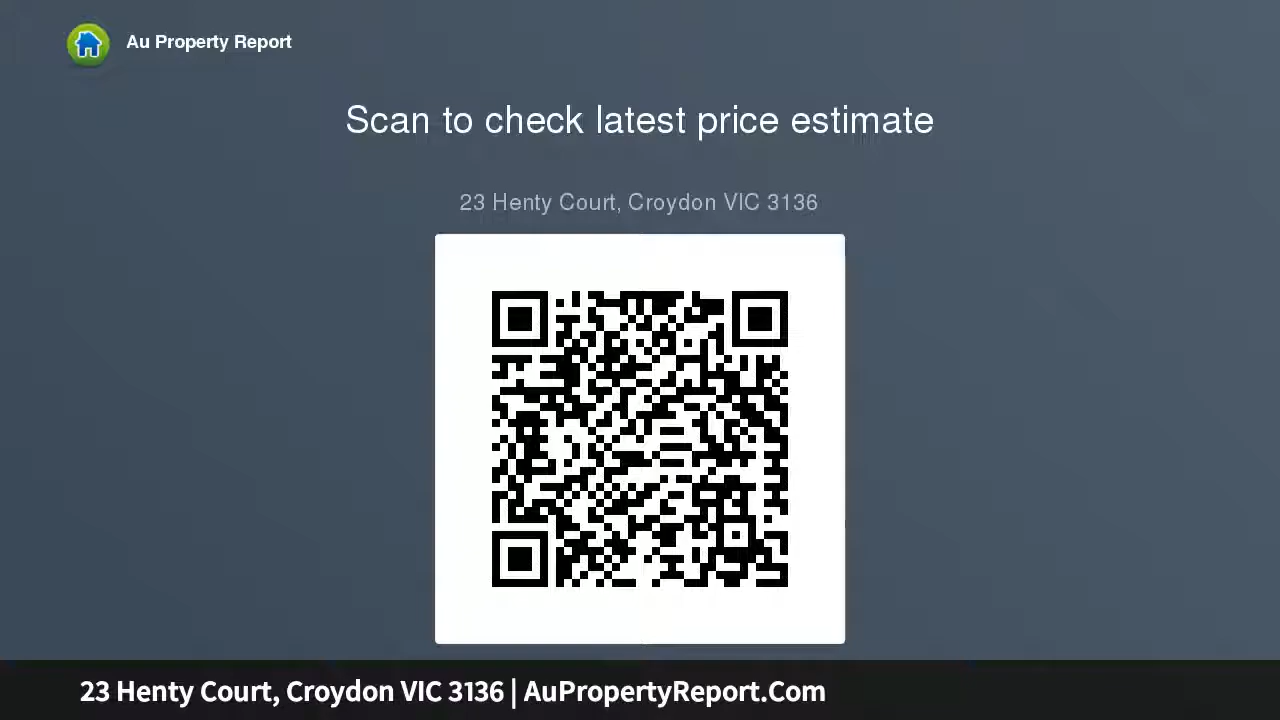 Au Property Report
Scan to check latest price estimate
23 Henty Court, Croydon VIC 3136
23 Henty Court, Croydon VIC 3136 | AuPropertyReport.Com